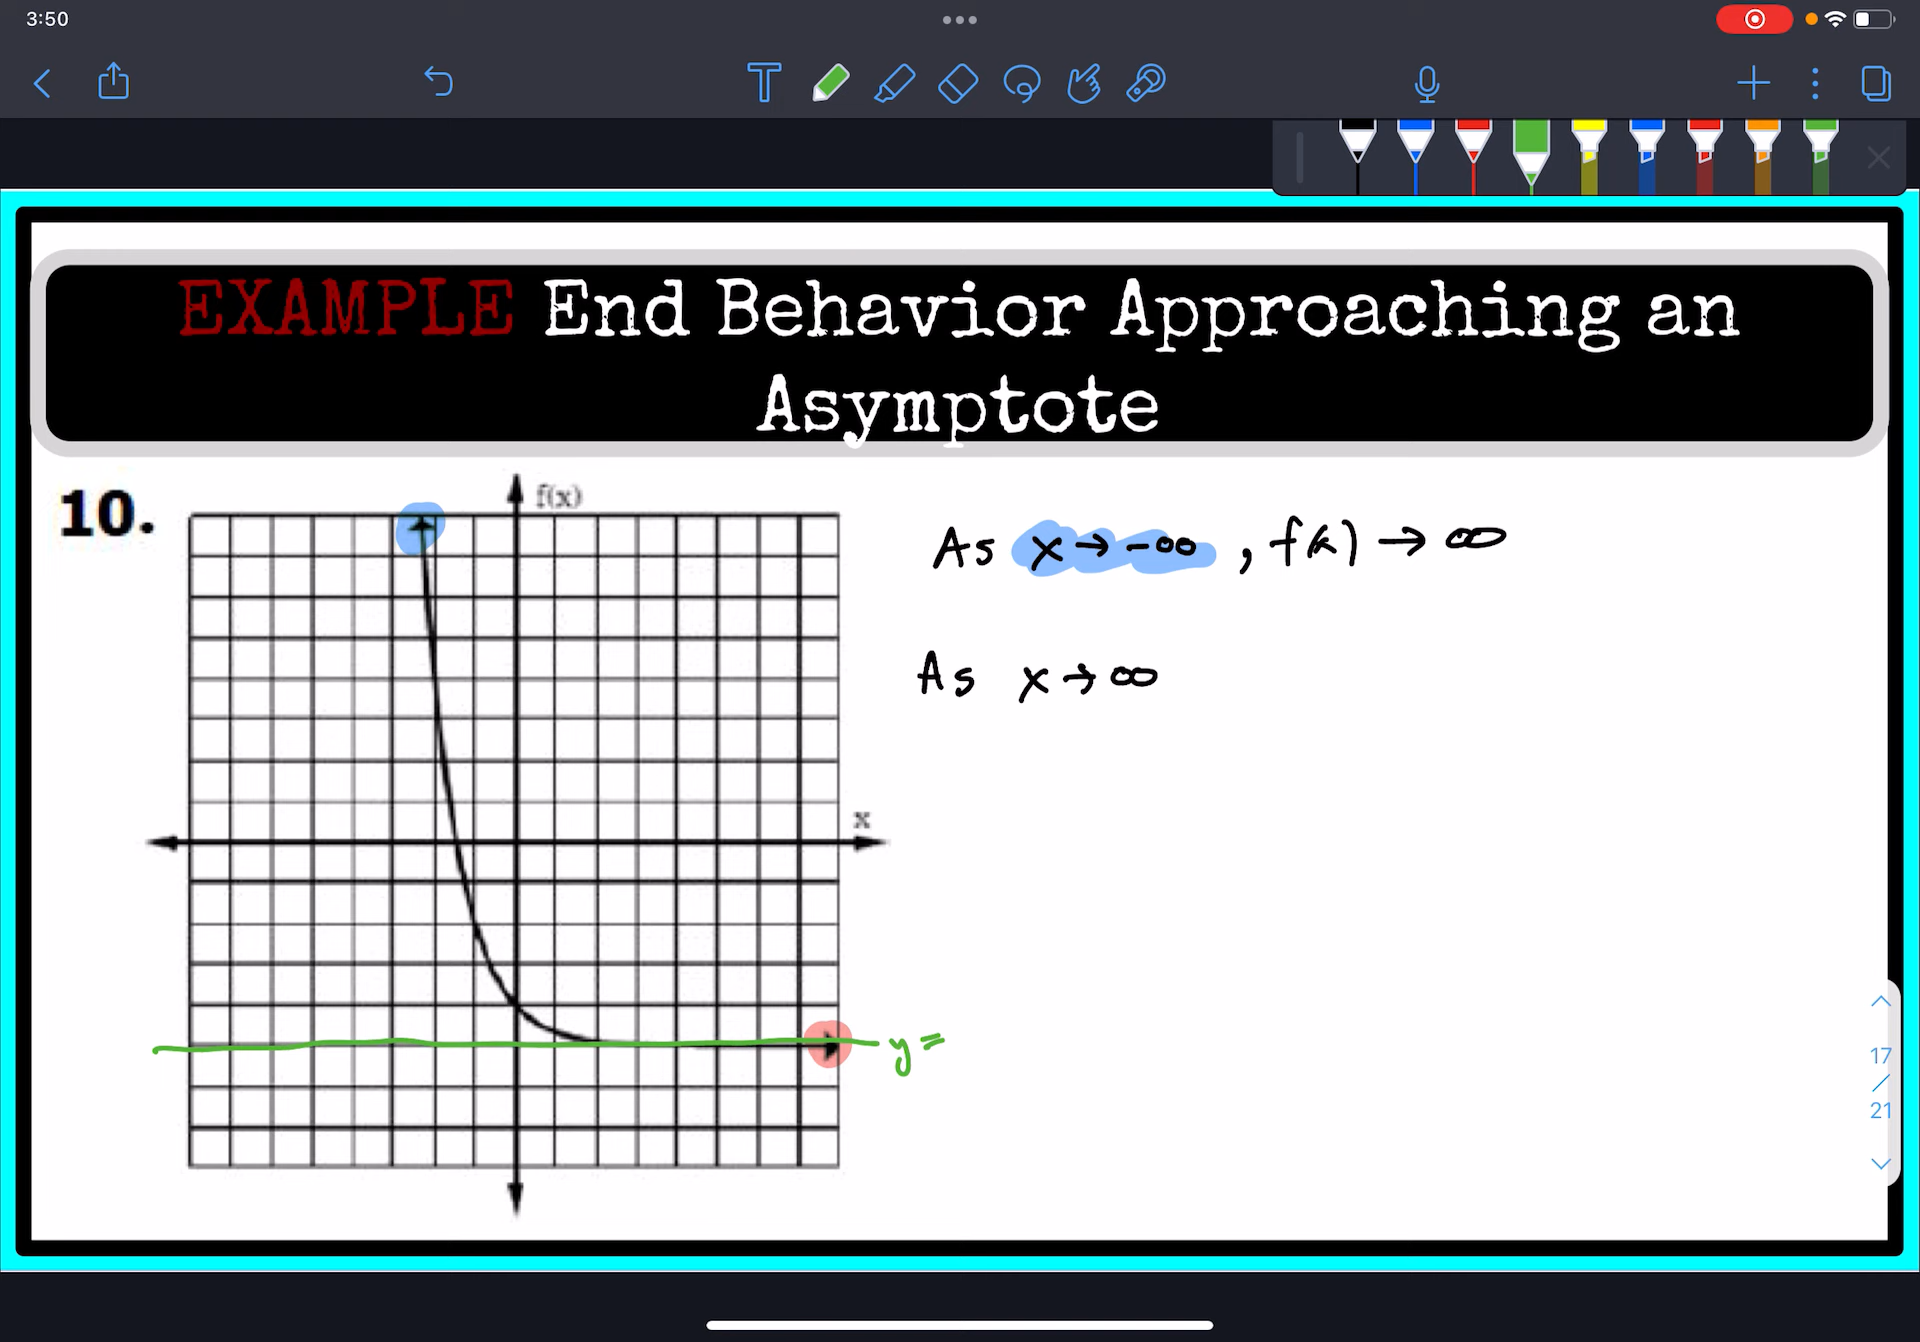 3:50
EXAMPLE End Behavior Approaching an
Asymptote
10.
f(x)
As x→-∞, f(x)→∞
As x→∞
x
y=
17
/
21